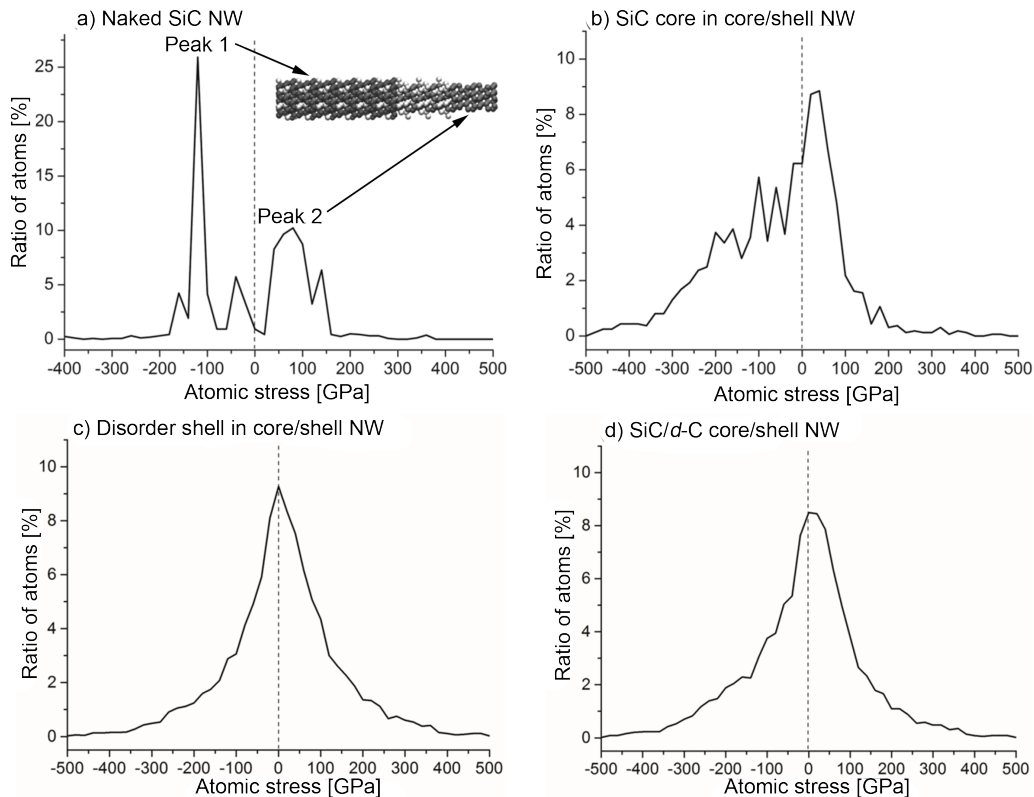 a) Naked SiC NW
Peak 1
Peak 2
25
20
15
10
5
0
Ratio of atoms [%]
-400 -300 -200 -100 0 100 200 300 400 500
Atomic stress [GPa]
b) SiC core in core/shell NW
10
8
6
4
2
0
Ratio of atoms [%]
-500 -400 -300 -200 -100 0 100 200 300 400 500
Atomic stress [GPa]
c) Disorder shell in core/shell NW
10
8
6
4
2
0
Ratio of atoms [%]
-500 -400 -300 -200 -100 0 100 200 300 400 500
Atomic stress [GPa]
d) SiC/d-C core/shell NW
10
8
6
4
2
0
Ratio of atoms [%]
-500 -400 -300 -200 -100 0 100 200 300 400 500
Atomic stress [GPa]